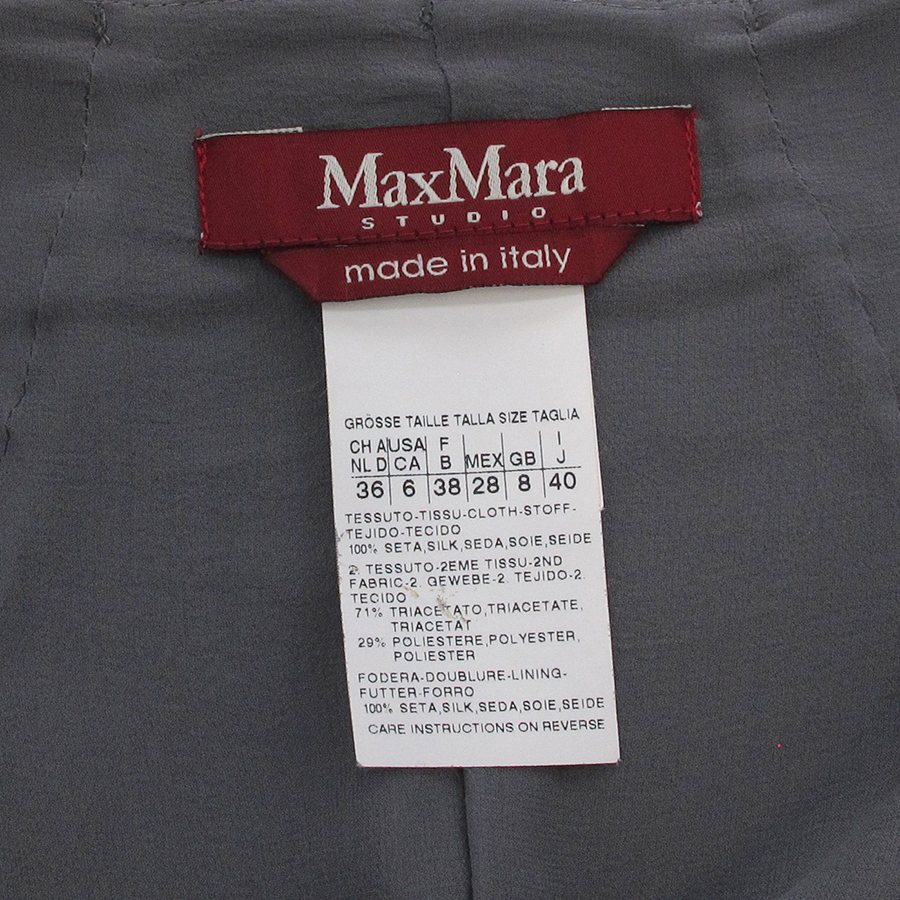 MaxMara
STUDIO
made in italy
GRÖSSE TAILLE TALLA SIZE TAGLIA
CH A USA F I
NL D CA B MEX GB J
36 6 38 28 8 40
TESSUTO-TISSU-CLOTH-STOFF-
TEJIDO-TECIDO
100% SETA,SILK,SEDA,SOIE,SEIDE
2. TESSUTO-2EME TISSU-2ND
FABRIC-2. GEWEBE-2. TEJIDO-2.
TECIDO
71% TRIACETATO,TRIACETATE,
TRIACETAT
29% POLIESTERE,POLYESTER,
POLIESTER
FODERA-DOUBLURE-LINING-
FUTTER-FORRO
100% SETA,SILK,SEDA,SOIE,SEIDE
CARE INSTRUCTIONS ON REVERSE